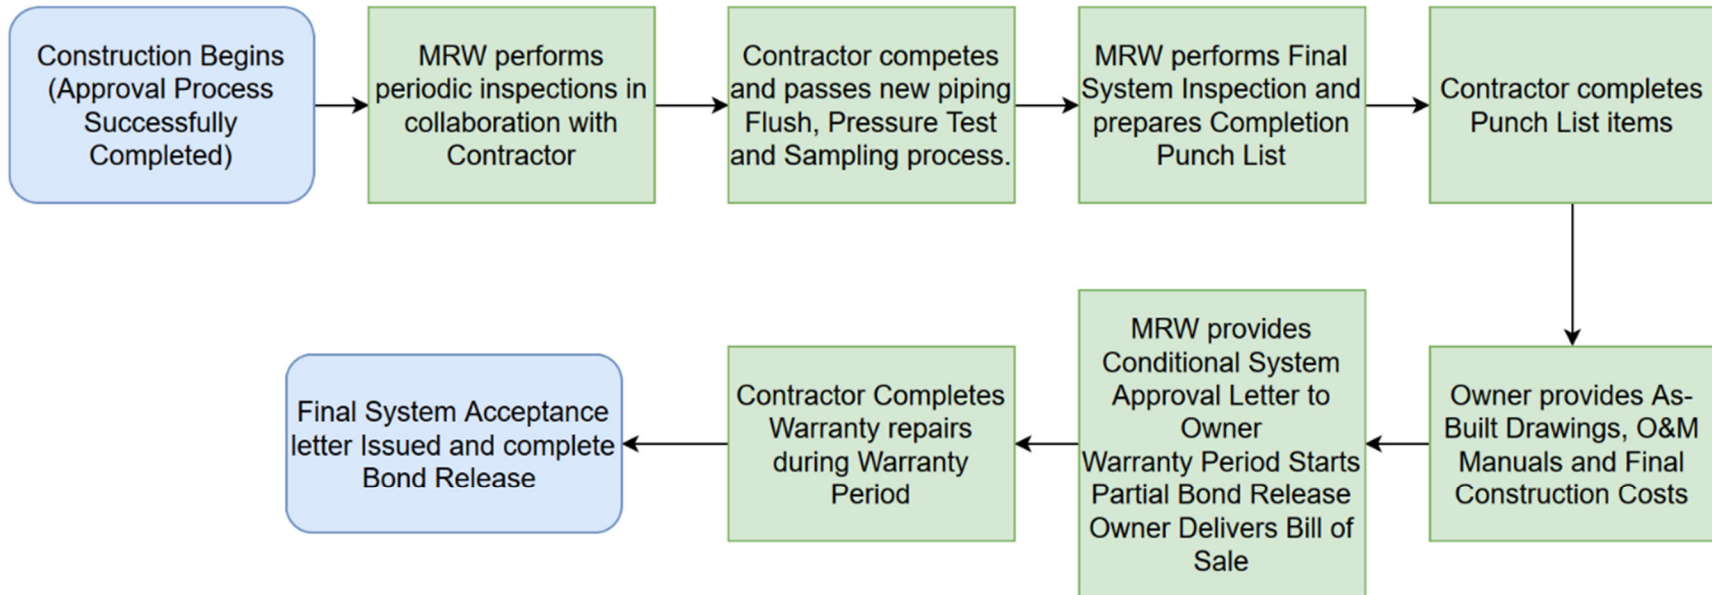 Construction Begins
(Approval Process
Successfully
Completed)
MRW performs
periodic inspections in
collaboration with
Contractor
Contractor competes
and passes new piping
Flush, Pressure Test
and Sampling process.
MRW performs Final
System Inspection and
prepares Completion
Punch List
Contractor completes
Punch List items
Owner provides As-
Built Drawings, O&M
Manuals and Final
Construction Costs
MRW provides
Conditional System
Approval Letter to
Owner
Warranty Period Starts
Partial Bond Release
Owner Delivers Bill of
Sale
Contractor Completes
Warranty repairs
during Warranty
Period
Final System Acceptance
letter Issued and complete
Bond Release